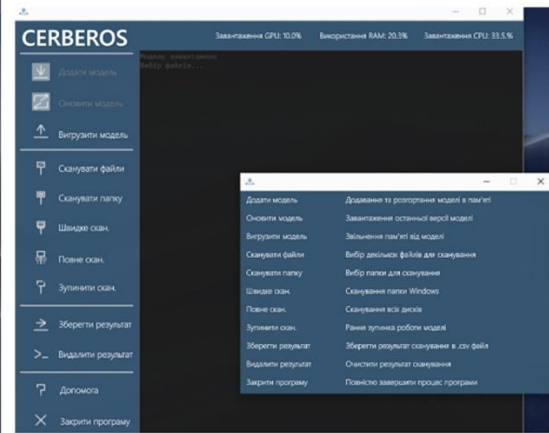 CERBEROS
Завантаження GPU: 10.0%
Використання RAM: 20.3%
Завантаження CPU: 33.5.%
Модель завантажено
Вибір файлів...
Додати модель
Оновити модель
Вигрузити модель
Сканувати файли
Сканувати папку
Швидке скан.
Повне скан.
Зупинити скан.
Зберегти результат
Видалити результат
Допомога
Закрити програму
Додати модель Додавання та розгортання моделі в пам'яті
Оновити модель Завантаження останньої версії моделі
Вигрузити модель Звільнення пам'яті від моделі
Сканувати файли Вибір декількох файлів для сканування
Сканувати папку Вибір папки для сканування
Швидке скан. Сканування папки Windows
Повне скан. Сканування всіх дисків
Зупинити скан. Рання зупинка роботи моделі
Зберегти результат Зберегти результат сканування в .csv файл
Видалити результат Очистити результат сканування
Закрити програму Повністю завершити процес програми